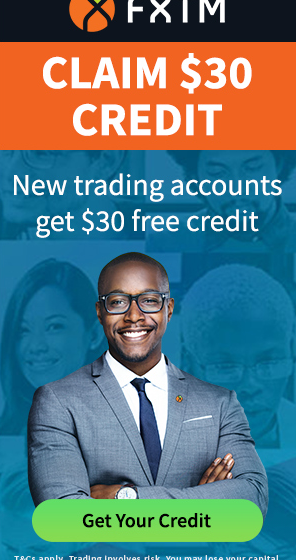 FXTM
CLAIM $30
CREDIT
New trading accounts
get $30 free credit
Get Your Credit
T&Cs apply. Trading involves risk. You may lose your capital.